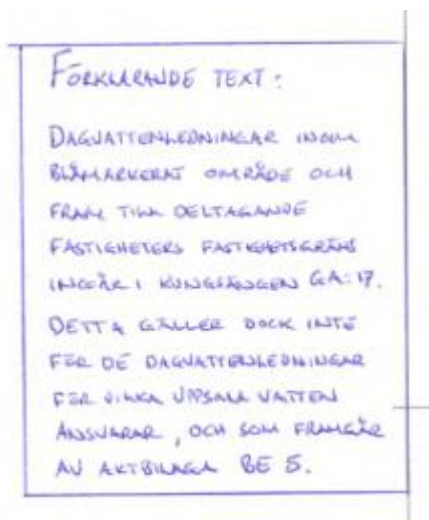 FÖRKLARANDE TEXT:
DAGVATTENLEDNINGAR INOM
BLÅMARKERAT OMRÅDE OCH
FRAM TILL DELTAGANDE
FASTIGHETERS FASTIGHETSGRÄNS
INGÅR I KUNGSÄNGEN GA:17.
DETTA GÄLLER DOCK INTE
FÖR DE DAGVATTENLEDNINGAR
FÖR VILKA UPPSALA VATTEN
ANSVARAR, OCH SOM FRAMGÅR
AV AKTBILAGA BE 5.